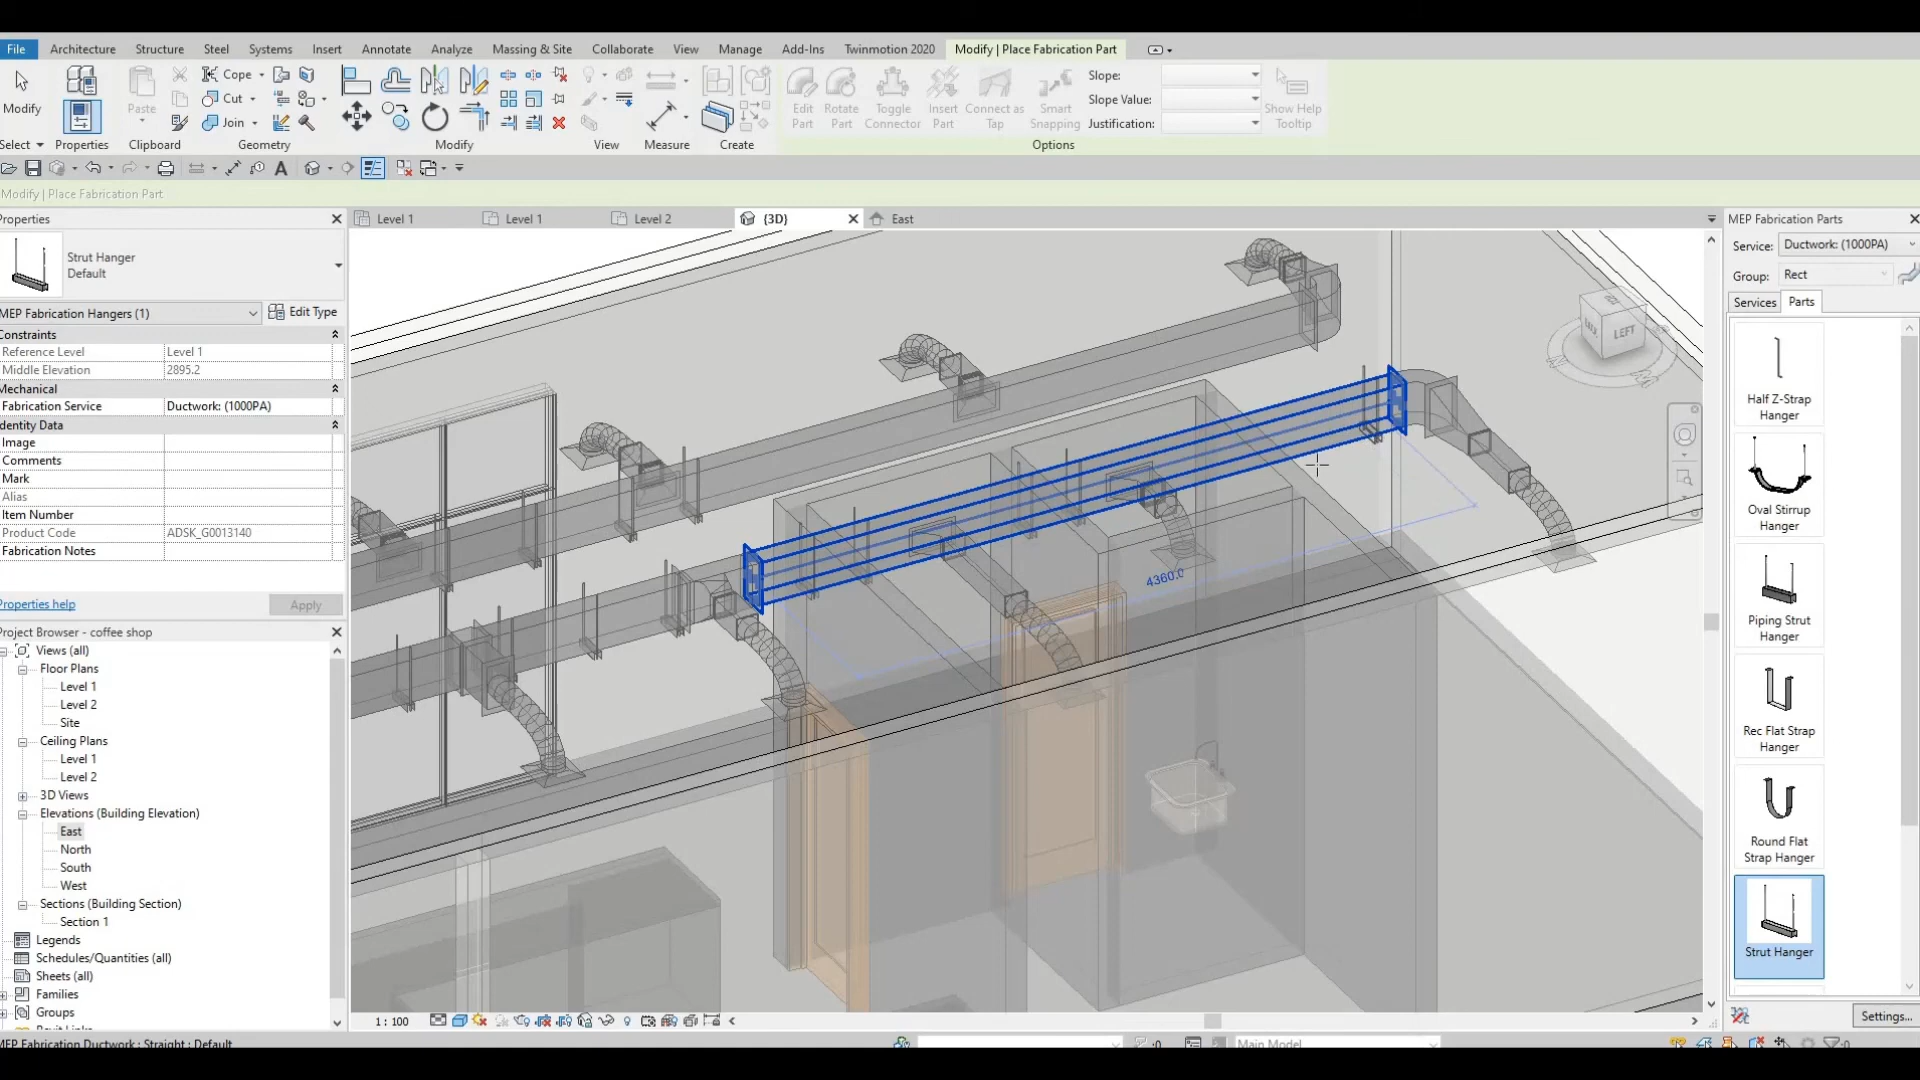 File Architecture Structure Steel Systems Insert Annotate Analyze Massing & Site Collaborate View Manage Add-Ins Twinmotion 2020 Modify | Place Fabrication Part
Modify
Paste
Cope
Cut
Join
Edit Part
Rotate Part
Toggle Connector
Insert Part
Connect as Tap
Smart Snapping
Slope:
Slope Value:
Justification:
Show Help Tooltip
Select Properties Clipboard Geometry Modify View Measure Create Options
Modify | Place Fabrication Part
Properties
Level 1 Level 1 Level 2 (3D) East
Strut Hanger
Default
MEP Fabrication Hangers (1) Edit Type
Constraints
Reference Level Level 1
Middle Elevation 2895.2
Mechanical
Fabrication Service Ductwork: (1000PA)
Identity Data
Image
Comments
Mark
Alias
Item Number
Product Code ADSK_G0013140
Fabrication Notes
Properties help Apply
Project Browser - coffee shop
Views (all)
Floor Plans
Level 1
Level 2
Site
Ceiling Plans
Level 1
Level 2
3D Views
Elevations (Building Elevation)
East
North
South
West
Sections (Building Section)
Section 1
Legends
Schedules/Quantities (all)
Sheets (all)
Families
Groups
Revit Links
4360.0
LEFT
MEP Fabrication Parts
Service: Ductwork: (1000PA)
Group: Rect
Services Parts
Half Z-Strap
Hanger
Oval Stirrup
Hanger
Piping Strut
Hanger
Rec Flat Strap
Hanger
Round Flat
Strap Hanger
Strut Hanger
Settings...
1 : 100
MEP Fabrication Ductwork : Straight : Default
:0 Main Model :0